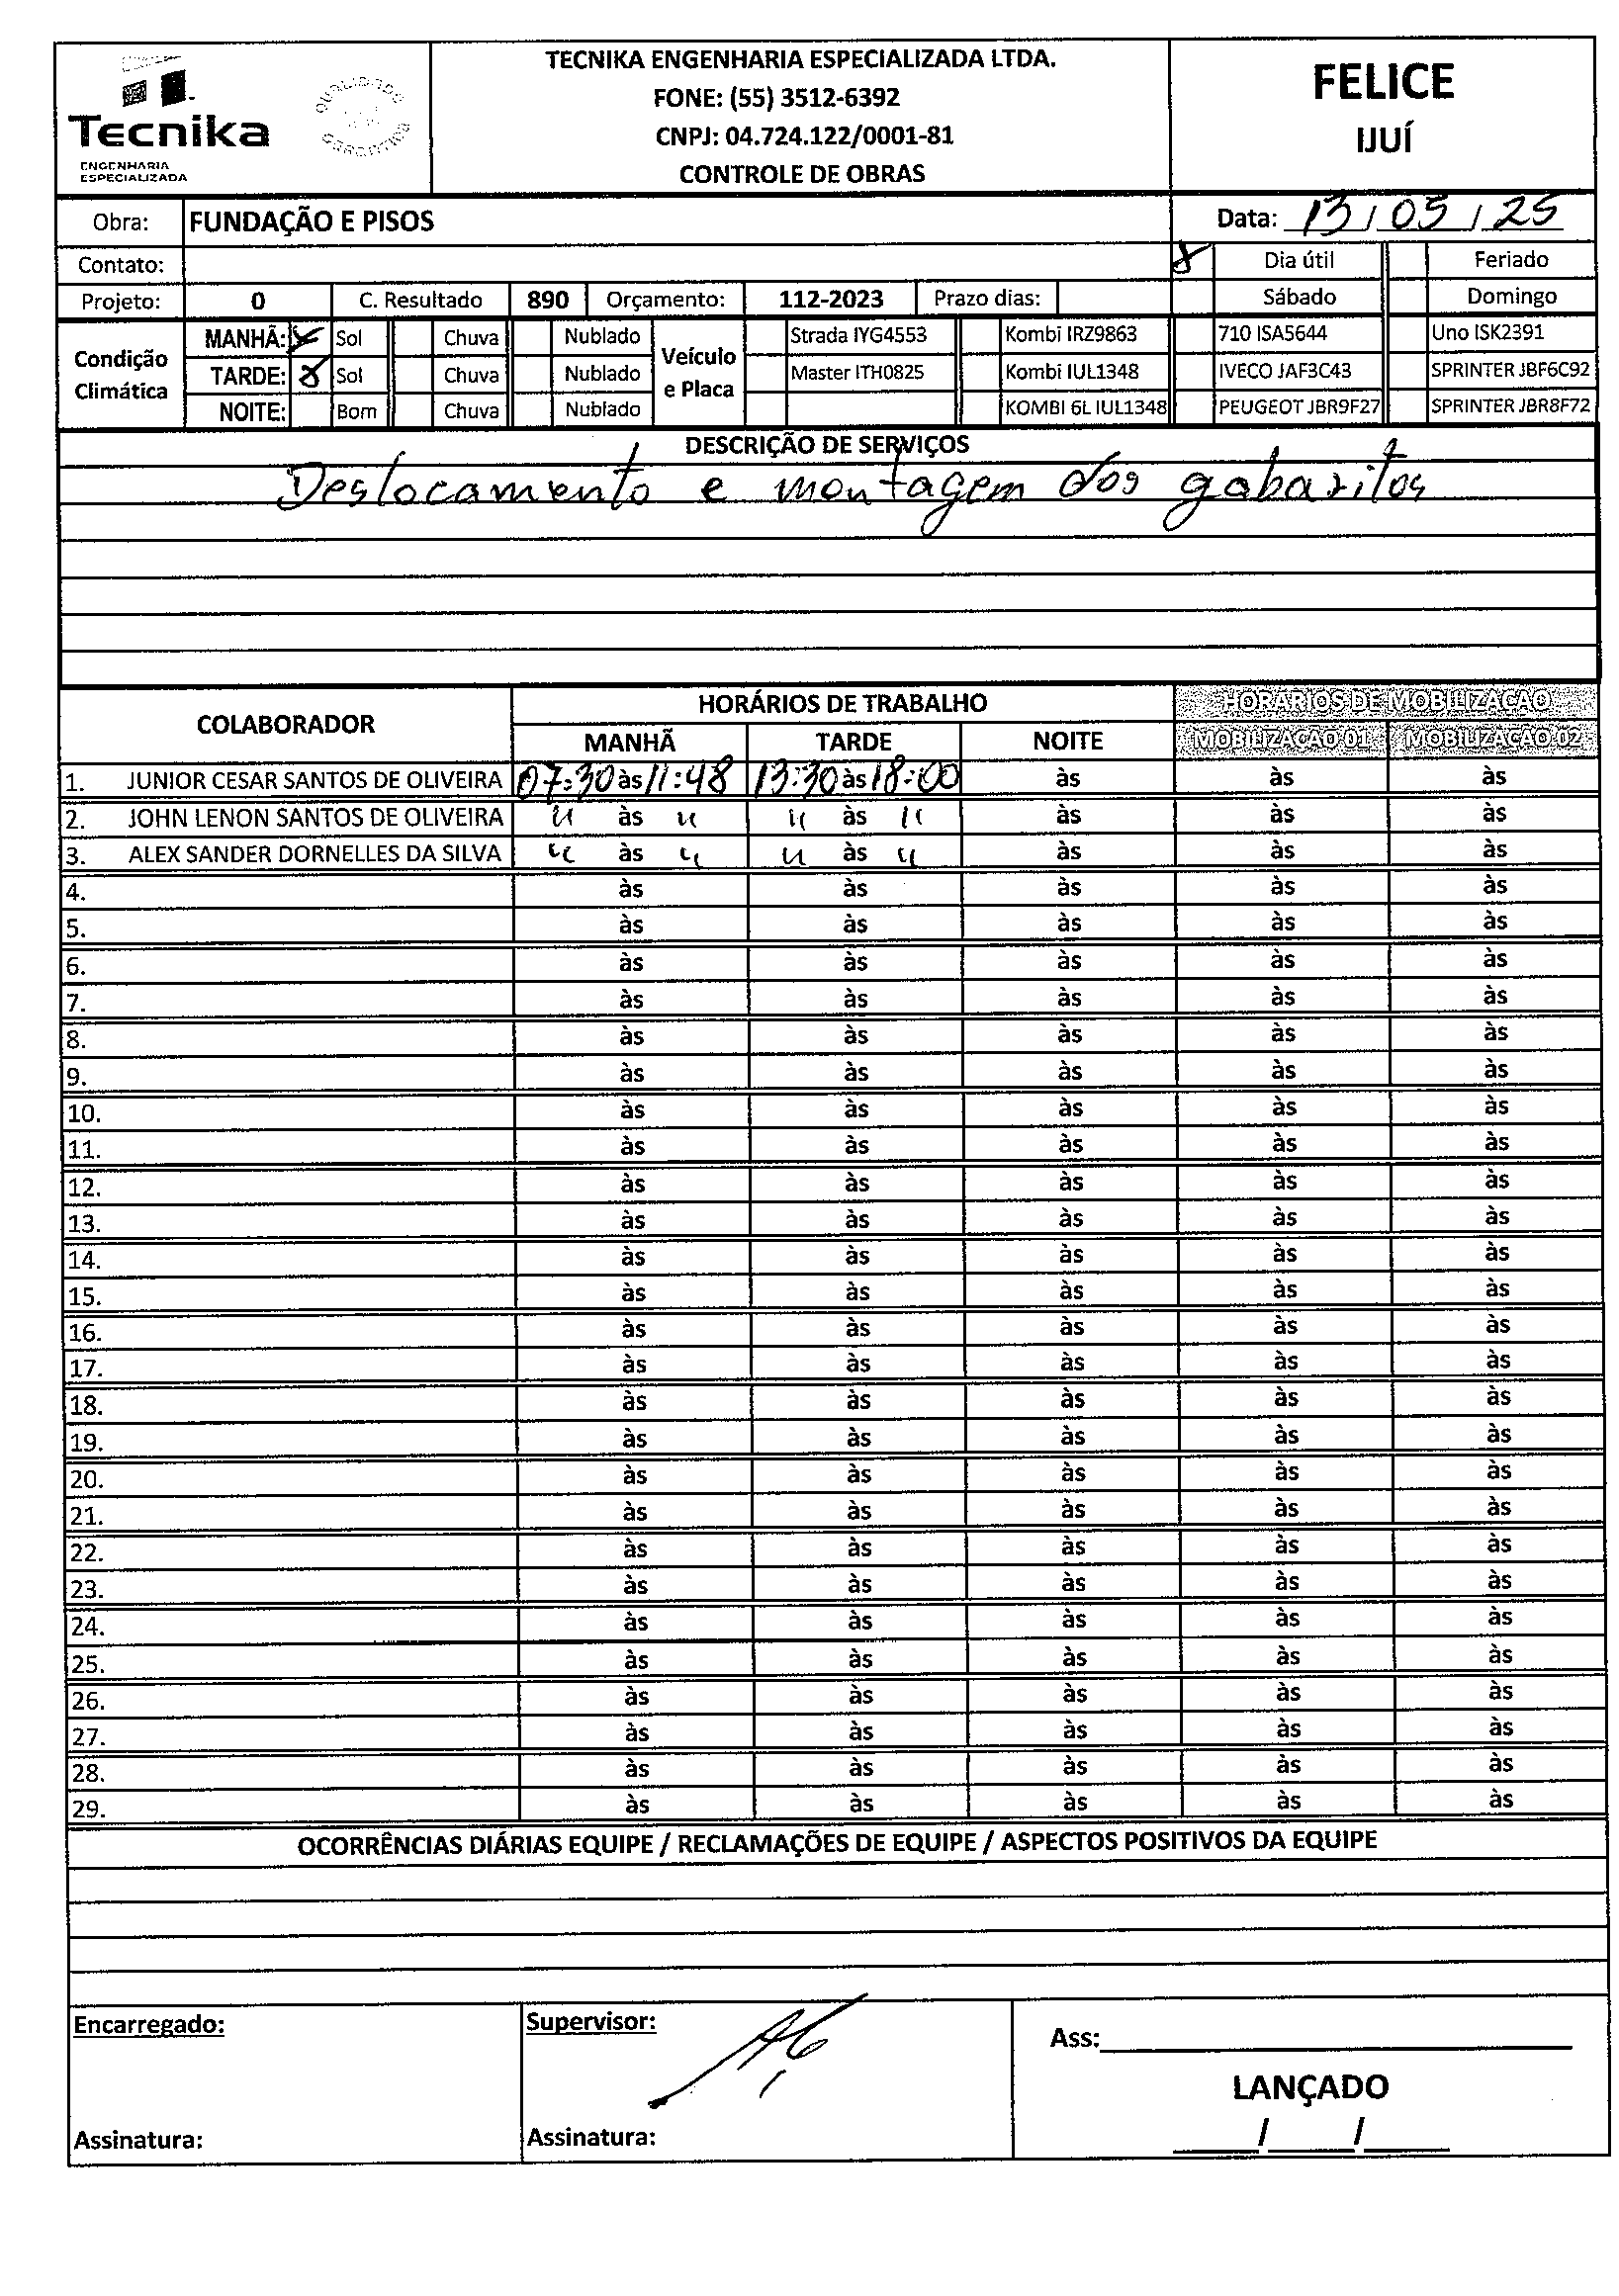 Tecnika
ENGENHARIA
ESPECIALIZADA
QUALIDADE
GARANTIDA
TECNIKA ENGENHARIA ESPECIALIZADA LTDA.
FONE: (55) 3512-6392
CNPJ: 04.724.122/0001-81
CONTROLE DE OBRAS
FELICE
IJUÍ
Obra: FUNDAÇÃO E PISOS Data: 13/05/25
Contato: X Dia útil Feriado
Projeto: 0 C. Resultado 890 Orçamento: 112-2023 Prazo dias: Sábado Domingo
Condição Climática
MANHÃ: X Sol Chuva Nublado
TARDE: X Sol Chuva Nublado
NOITE: Bom Chuva Nublado
Veículo e Placa
Strada IYG4553 Kombi IRZ9863 710 ISA5644 Uno ISK2391
Master ITH0825 Kombi IUL1348 IVECO JAF3C43 SPRINTER JBF6C92
KOMBI 6L IUL1348 PEUGEOT JBR9F27 SPRINTER JBR8F72
DESCRIÇÃO DE SERVIÇOS
Deslocamento e montagem dos gabaritos
COLABORADOR HORÁRIOS DE TRABALHO HORÁRIOS DE MOBILIZAÇÃO
MANHÃ TARDE NOITE MOBILIZAÇÃO 01 MOBILIZAÇÃO 02
1. JUNIOR CESAR SANTOS DE OLIVEIRA 07:30 às 11:48 13:30 às 18:00 às às às
2. JOHN LENON SANTOS DE OLIVEIRA " às " " às " às às às
3. ALEX SANDER DORNELLES DA SILVA " às " " às " às às às
4. às às às às às
5. às às às às às
6. às às às às às
7. às às às às às
8. às às às às às
9. às às às às às
10. às às às às às
11. às às às às às
12. às às às às às
13. às às às às às
14. às às às às às
15. às às às às às
16. às às às às às
17. às às às às às
18. às às às às às
19. às às às às às
20. às às às às às
21. às às às às às
22. às às às às às
23. às às às às às
24. às às às às às
25. às às às às às
26. às às às às às
27. às às às às às
28. às às às às às
29. às às às às às
OCORRÊNCIAS DIÁRIAS EQUIPE / RECLAMAÇÕES DE EQUIPE / ASPECTOS POSITIVOS DA EQUIPE
Encarregado: Supervisor: Ass:
LANÇADO
Assinatura: Assinatura: / /